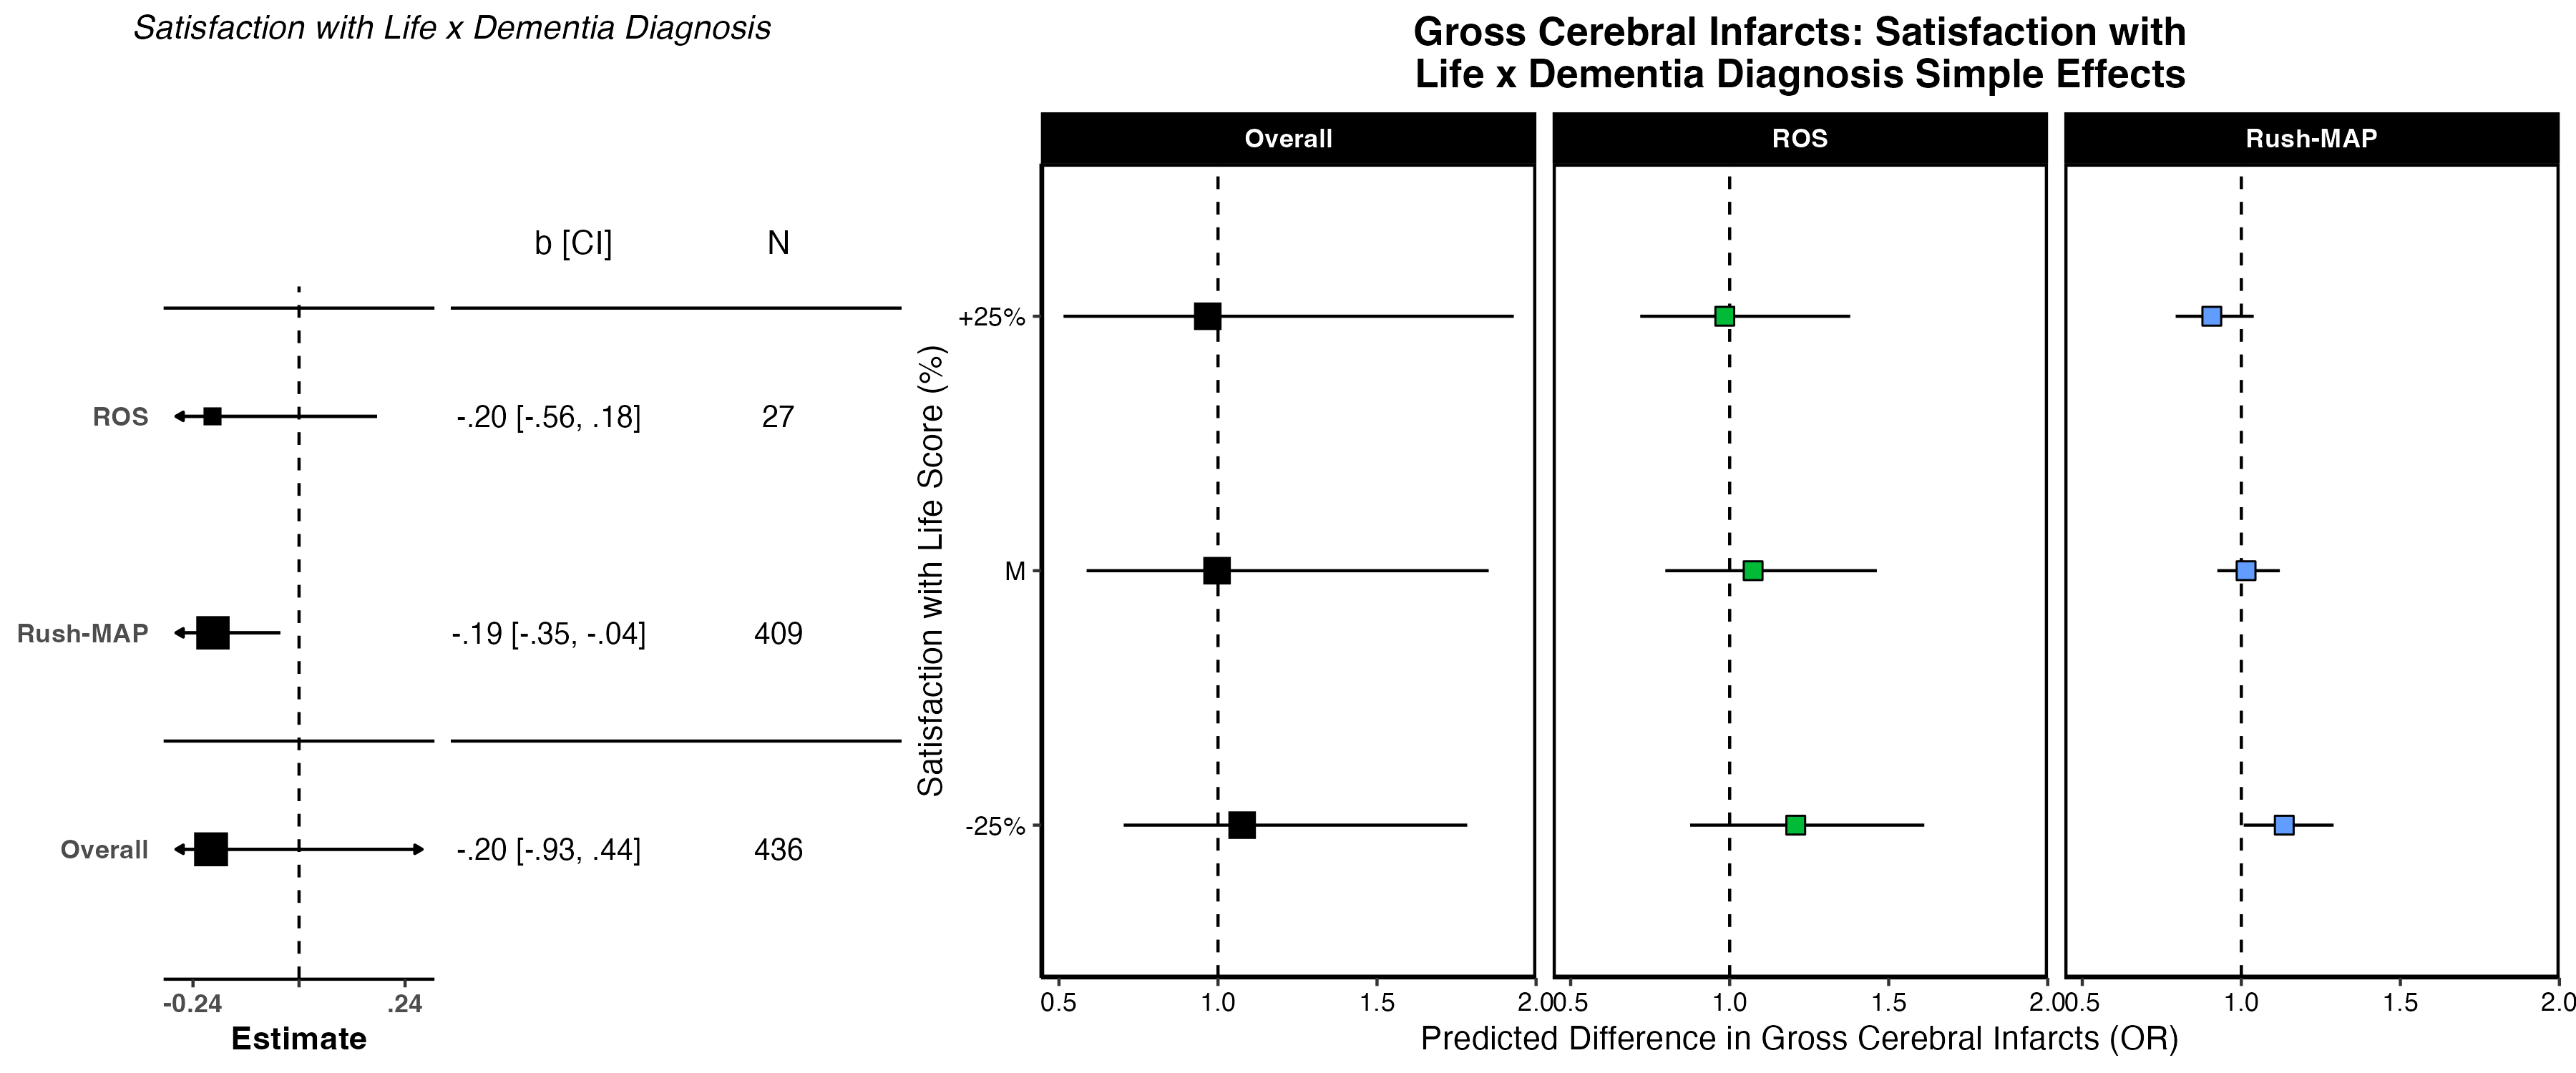 Satisfaction with Life x Dementia Diagnosis
b [CI] N
ROS -.20 [-.56, .18] 27
Rush-MAP -.19 [-.35, -.04] 409
Overall -.20 [-.93, .44] 436
-0.24 .24
Estimate
Gross Cerebral Infarcts: Satisfaction with
Life x Dementia Diagnosis Simple Effects
Overall ROS Rush-MAP
Satisfaction with Life Score (%)
+25%
M
-25%
0.5 1.0 1.5 2.0 0.5 1.0 1.5 2.0 0.5 1.0 1.5 2.0
Predicted Difference in Gross Cerebral Infarcts (OR)